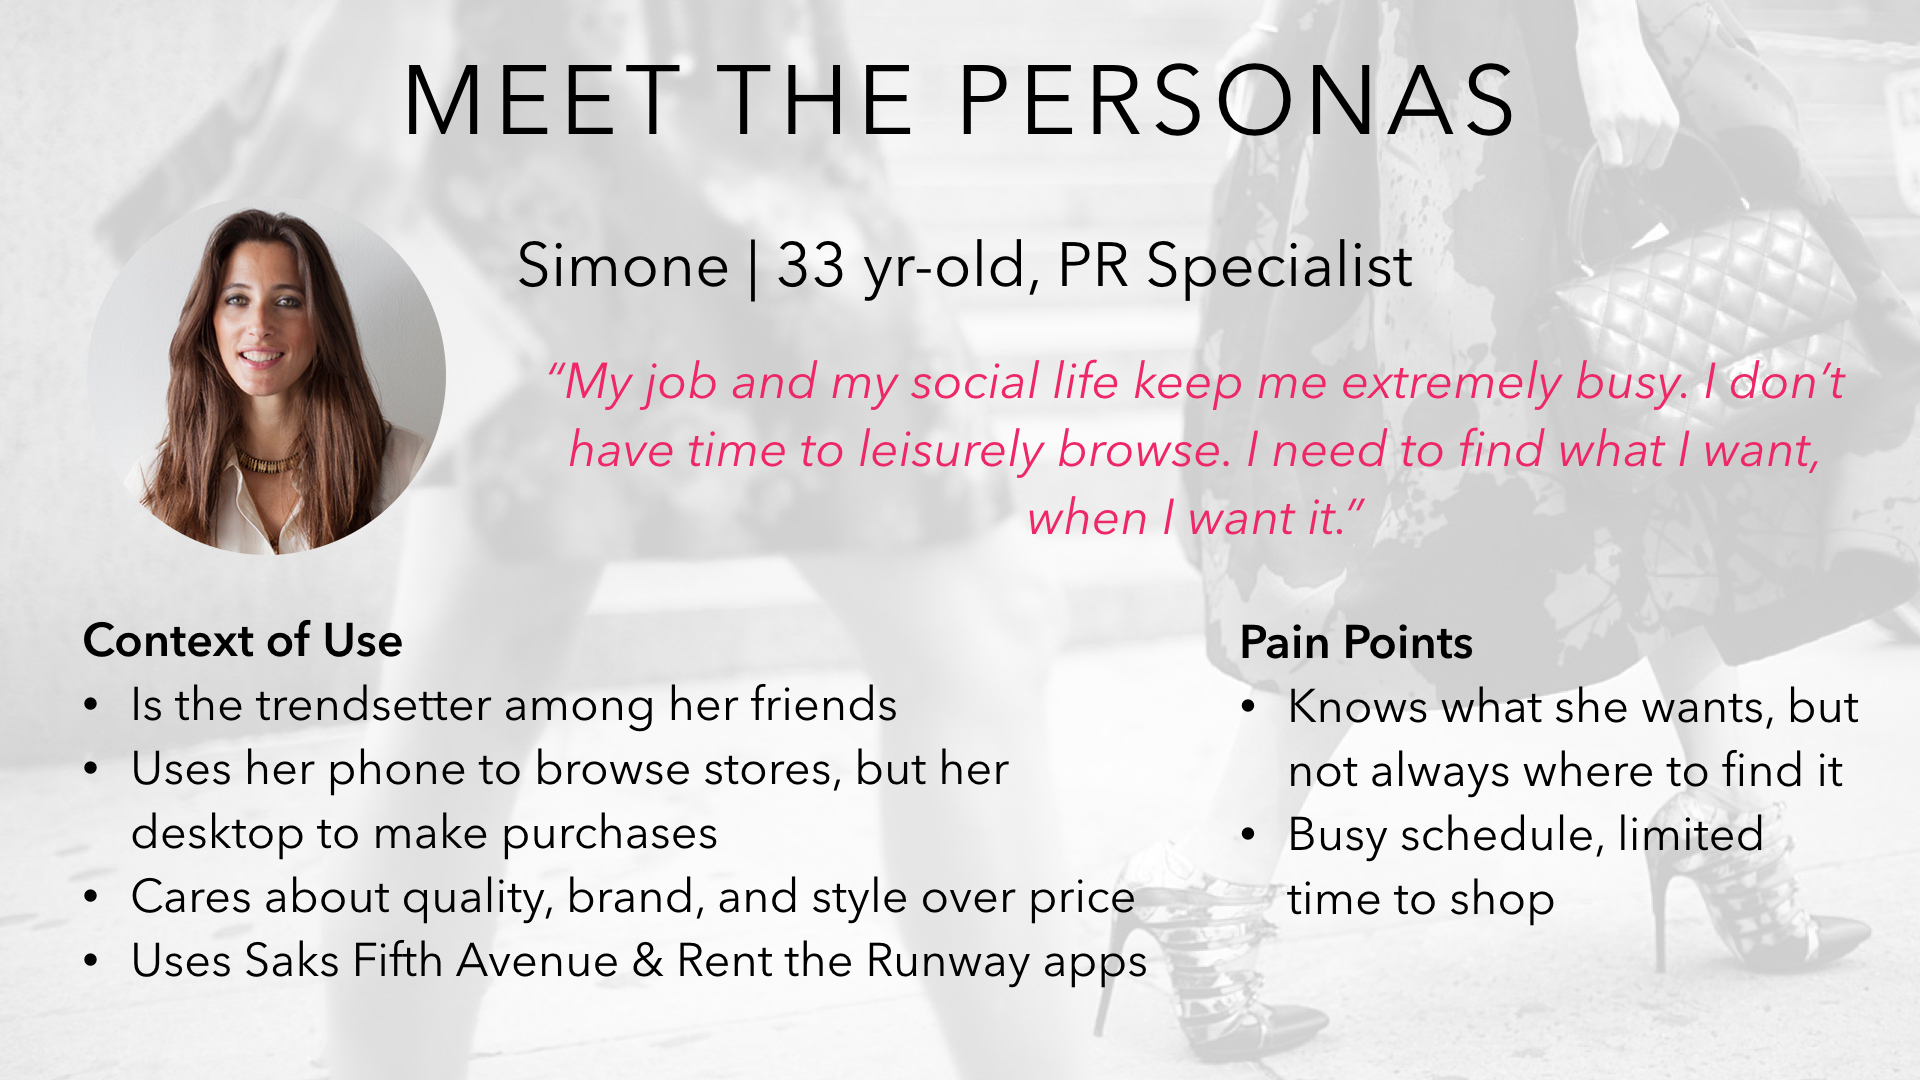 MEET THE PERSONAS
Simone | 33 yr-old, PR Specialist
“My job and my social life keep me extremely busy. I don’t
have time to leisurely browse. I need to find what I want,
when I want it.”
Context of Use
• Is the trendsetter among her friends
• Uses her phone to browse stores, but her
desktop to make purchases
• Cares about quality, brand, and style over price
• Uses Saks Fifth Avenue & Rent the Runway apps
Pain Points
• Knows what she wants, but
not always where to find it
• Busy schedule, limited
time to shop